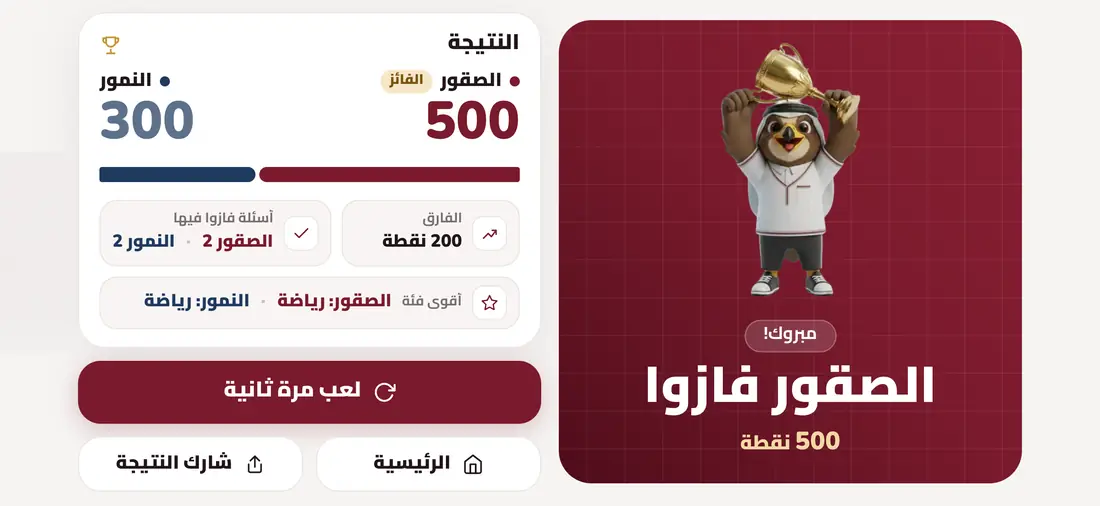 مبروك!
الصقور فازوا
500 نقطة
النتيجة
الصقور الفائز
500
النمور
300
الفارق
200 نقطة
أسئلة فازوا فيها
الصقور 2 · النمور 2
أقوى فئة الصقور: رياضة · النمور: رياضة
لعب مرة ثانية
الرئيسية
شارك النتيجة